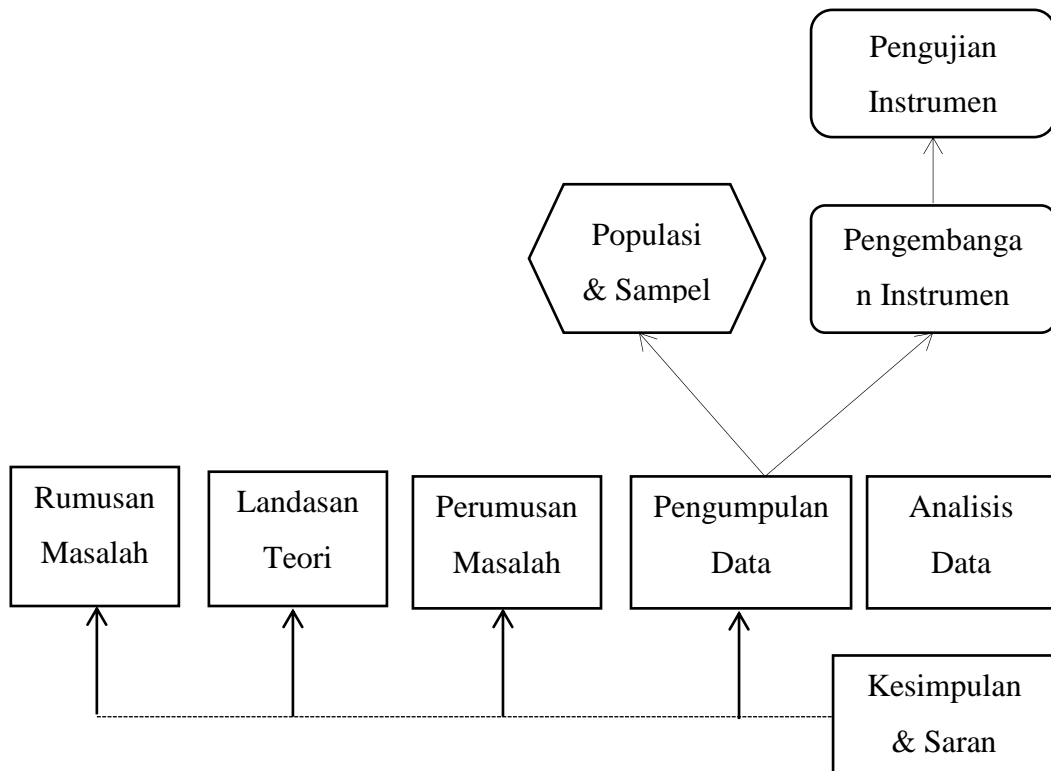 Pengujian
Instrumen
Populasi
& Sampel
Pengembanga
n Instrumen
Rumusan
Masalah
Landasan
Teori
Perumusan
Masalah
Pengumpulan
Data
Analisis
Data
Kesimpulan
& Saran